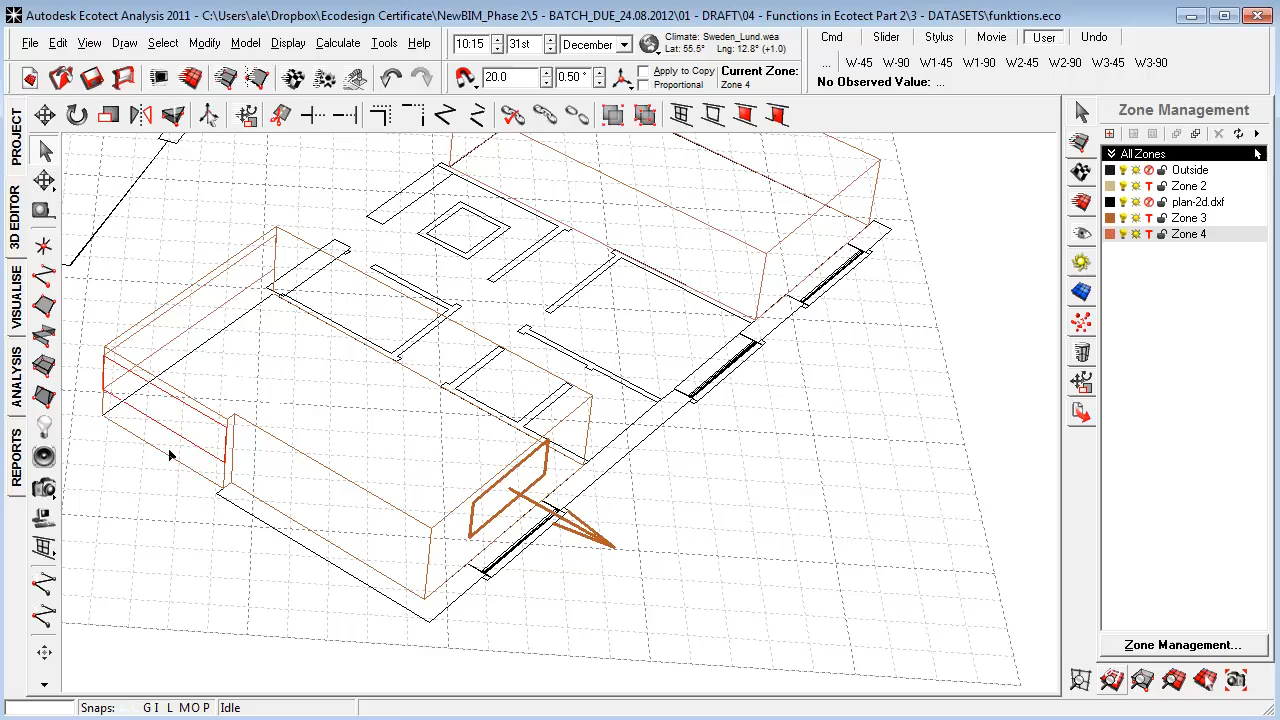 Autodesk Ecotect Analysis 2011 - C:\Users\ale\Dropbox\Ecodesign Certificate\NewBIM_Phase 2\5 - BATCH_DUE_24.08.2012\01 - DRAFT\04 - Functions in Ecotect Part 2\3 - DATASETS\funktions.eco
File Edit View Draw Select Modify Model Display Calculate Tools Help
10:15 31st December
Climate: Sweden_Lund.wea
Lat: 55.5° Lng: 12.8° (+1.0)
Cmd Slider Stylus Movie User Undo
... W-45 W-90 W1-45 W1-90 W2-45 W2-90 W3-45 W3-90
20.0 0.50 °
Apply to Copy
Proportional
Current Zone:
Zone 4
No Observed Value: ...
PROJECT
3D EDITOR
VISUALISE
ANALYSIS
REPORTS
Zone Management
All Zones
Outside
Zone 2
T
plan-2d.dxf
Zone 3
T
Zone 4
T
Zone Management...
Snaps: G I L M O P Idle